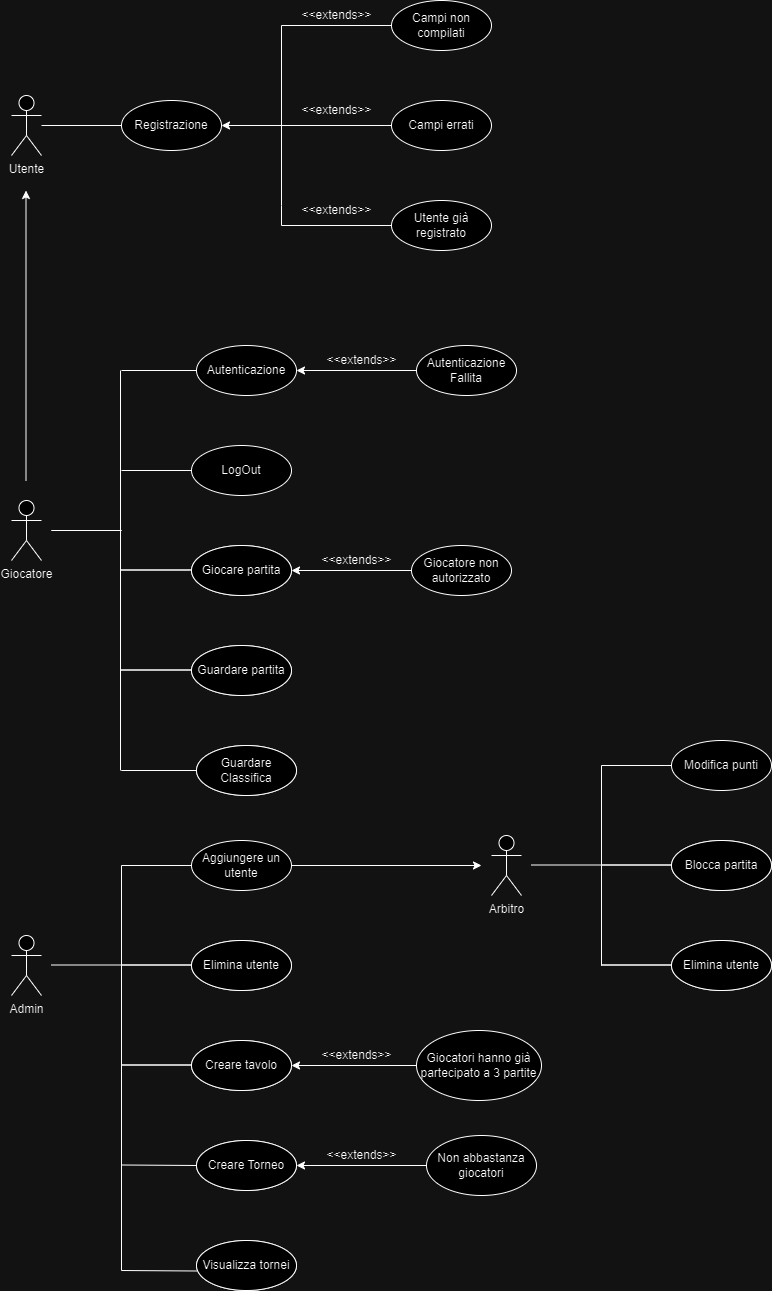 <<extends>>
Campi non
compilati
Utente
Registrazione
<<extends>>
Campi errati
<<extends>>
Utente già
registrato
Giocatore
Autenticazione
<<extends>>
Autenticazione
Fallita
LogOut
Giocare partita
<<extends>>
Giocatore non
autorizzato
Guardare partita
Guardare
Classifica
Admin
Aggiungere un
utente
Arbitro
Modifica punti
Blocca partita
Elimina utente
Elimina utente
Creare tavolo
<<extends>>
Giocatori hanno già
partecipato a 3 partite
Creare Torneo
<<extends>>
Non abbastanza
giocatori
Visualizza tornei